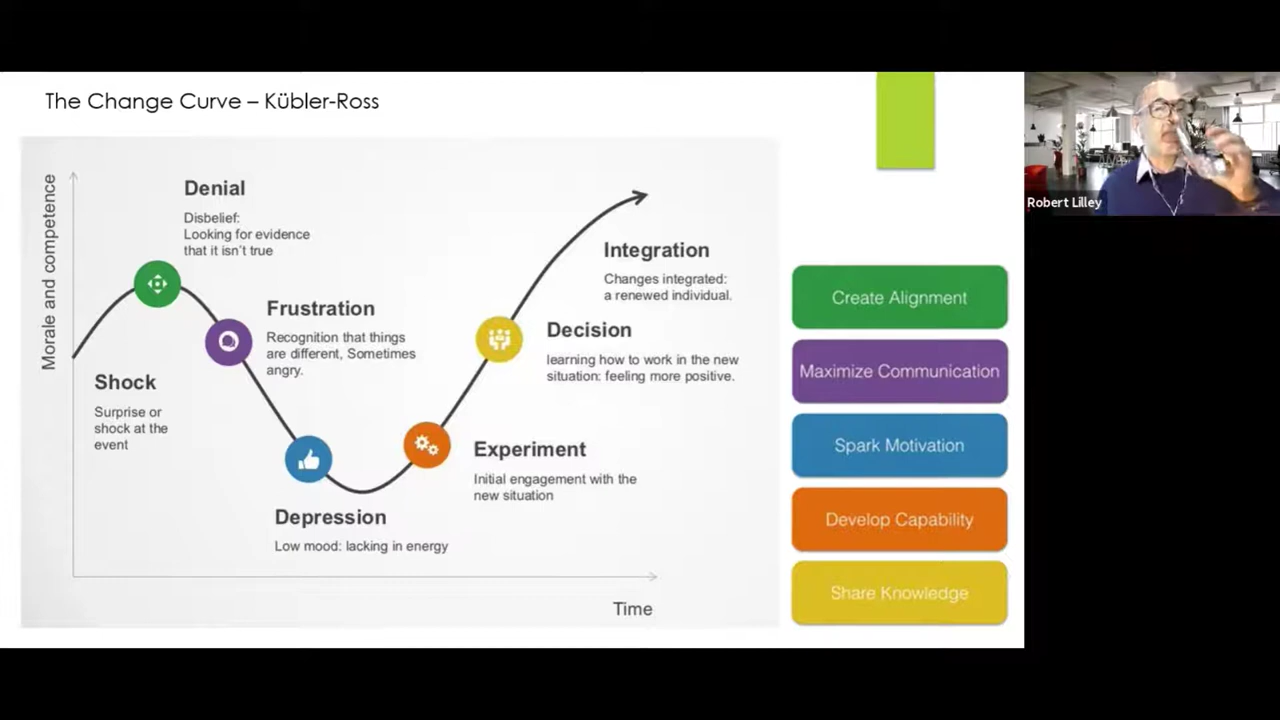 The Change Curve – Kübler-Ross
Robert Lilley
Morale and competence
Denial
Disbelief:
Looking for evidence
that it isn't true
Frustration
Recognition that things
are different, Sometimes
angry.
Shock
Surprise or
shock at the
event
Depression
Low mood: lacking in energy
Experiment
Initial engagement with the
new situation
Decision
learning how to work in the new
situation: feeling more positive.
Integration
Changes integrated:
a renewed individual.
Time
Create Alignment
Maximize Communication
Spark Motivation
Develop Capability
Share Knowledge